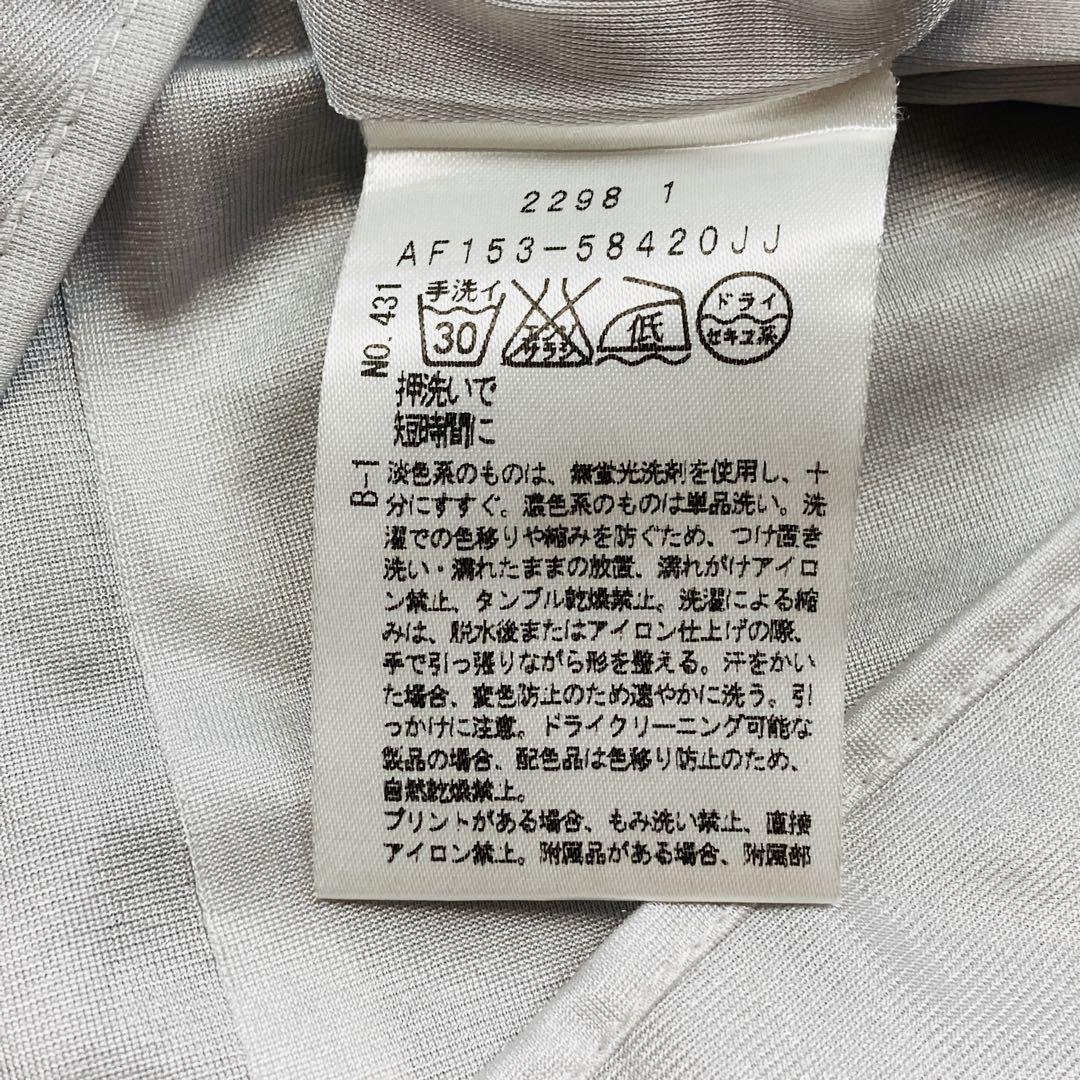 2298 1
AF153-58420JJ
NO.431
手洗イ
30
エンソ
サラシ
低
ドライ
セキユ系
押洗いで
短時間に
B-1
淡色系のものは、無蛍光洗剤を使用し、十
分にすすぐ。濃色系のものは単品洗い。洗
濯での色移りや縮みを防ぐため、つけ置き
洗い・濡れたままの放置、濡れがけアイロ
ン禁止、タンブル乾燥禁止。洗濯による縮
みは、脱水後またはアイロン仕上げの際、
手で引っ張りながら形を整える。汗をかい
た場合、変色防止のため速やかに洗う。引
っかけに注意。ドライクリーニング可能な
製品の場合、配色品は色移り防止のため、
自然乾燥禁止。
プリントがある場合、もみ洗い禁止、直接
アイロン禁止。附属品がある場合、附属部